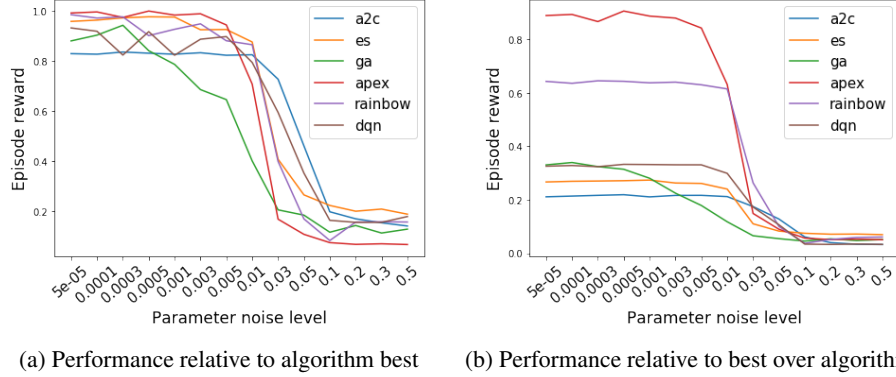 1.0
0.8
0.6
0.4
0.2
Episode reward
a2c
es
ga
apex
rainbow
dqn
5e-05
0.0001
0.0003
0.0005
0.001
0.003
0.005
0.01
0.03
0.05
0.1
0.3
0.5
Parameter noise level
(a) Performance relative to algorithm best
0.8
0.6
0.4
0.2
0.0
Episode reward
a2c
es
ga
apex
rainbow
dqn
5e-05
0.0001
0.0003
0.0005
0.001
0.003
0.005
0.01
0.03
0.05
0.1
0.3
0.5
Parameter noise level
(b) Performance relative to best over algorith